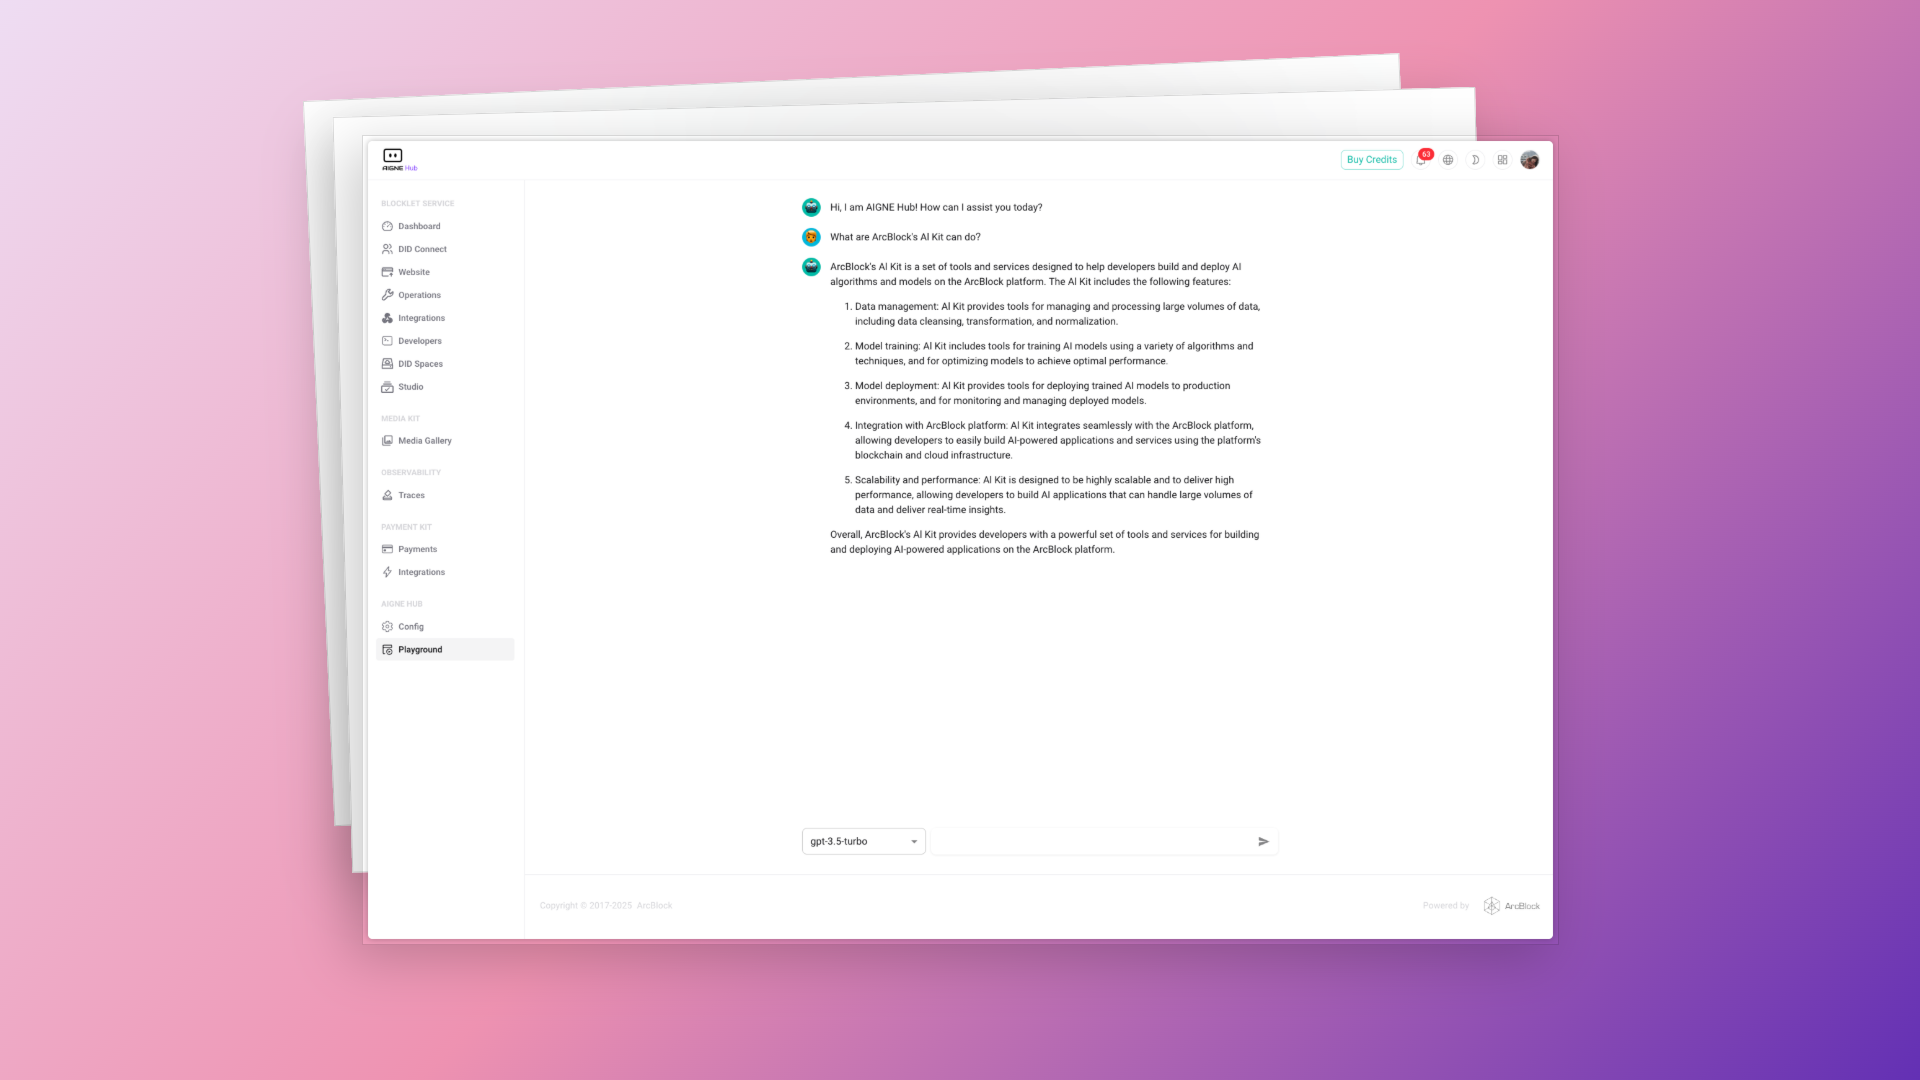 AIGNE Hub
Buy Credits
63
BLOCKLET SERVICE
Dashboard
DID Connect
Website
Operations
Integrations
Developers
DID Spaces
Studio
MEDIA KIT
Media Gallery
OBSERVABILITY
Traces
PAYMENT KIT
Payments
Integrations
AIGNE HUB
Config
Playground
Hi, I am AIGNE Hub! How can I assist you today?
What are ArcBlock's AI Kit can do?
ArcBlock's AI Kit is a set of tools and services designed to help developers build and deploy AI
algorithms and models on the ArcBlock platform. The AI Kit includes the following features:
1. Data management: AI Kit provides tools for managing and processing large volumes of data,
including data cleansing, transformation, and normalization.
2. Model training: AI Kit includes tools for training AI models using a variety of algorithms and
techniques, and for optimizing models to achieve optimal performance.
3. Model deployment: AI Kit provides tools for deploying trained AI models to production
environments, and for monitoring and managing deployed models.
4. Integration with ArcBlock platform: AI Kit integrates seamlessly with the ArcBlock platform,
allowing developers to easily build AI-powered applications and services using the platform's
blockchain and cloud infrastructure.
5. Scalability and performance: AI Kit is designed to be highly scalable and to deliver high
performance, allowing developers to build AI applications that can handle large volumes of
data and deliver real-time insights.
Overall, ArcBlock's AI Kit provides developers with a powerful set of tools and services for building
and deploying AI-powered applications on the ArcBlock platform.
gpt-3.5-turbo
Copyright © 2017-2025 ArcBlock
Powered by ArcBlock